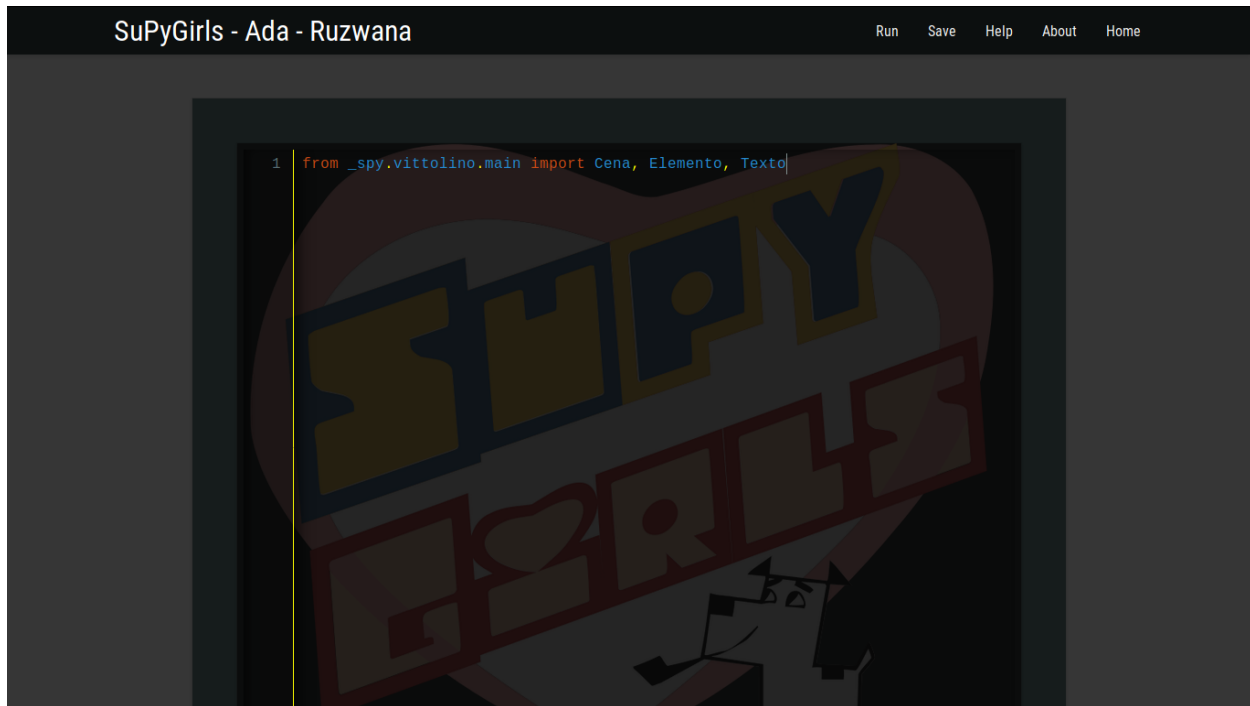 SuPyGirls - Ada - Ruzwana
Run Save Help About Home
1 from _spy.vittolino.main import Cena, Elemento, Texto
SUPY
GIRLS